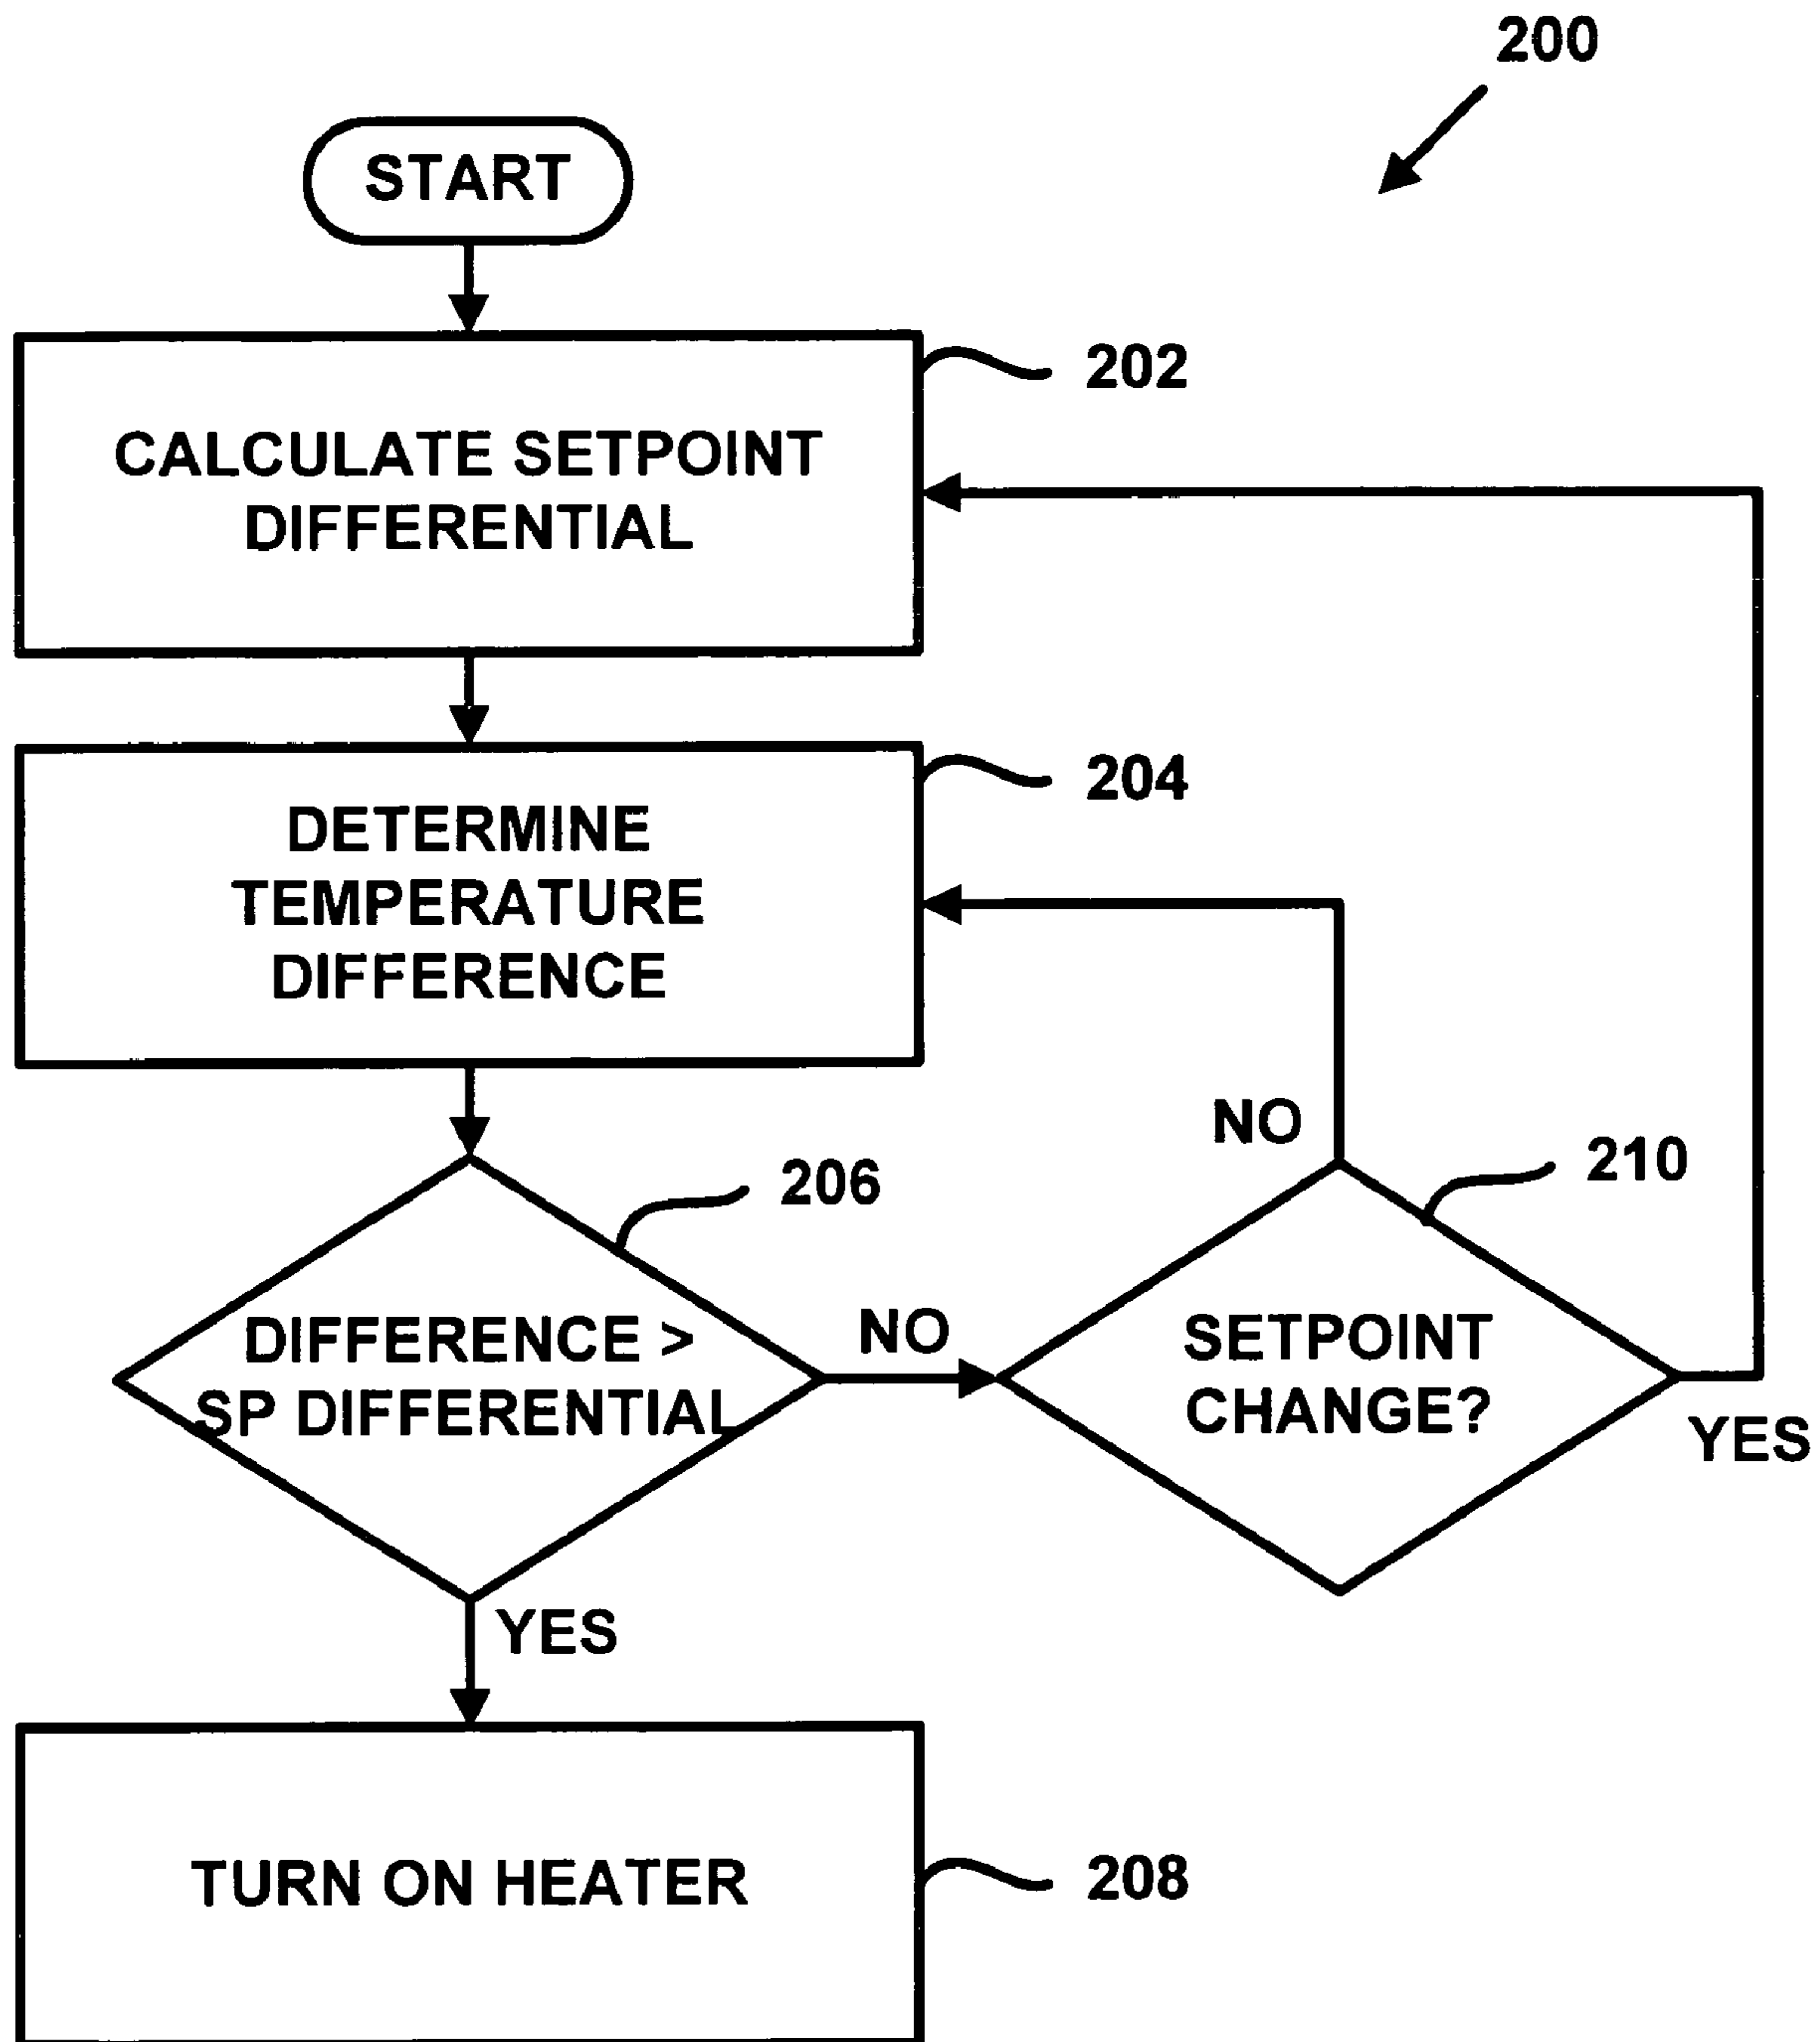 200
START
202
CALCULATE SETPOINT
DIFFERENTIAL
204
DETERMINE
TEMPERATURE
DIFFERENCE
NO
210
206
DIFFERENCE >
SP DIFFERENTIAL
NO
SETPOINT
CHANGE?
YES
YES
TURN ON HEATER
208